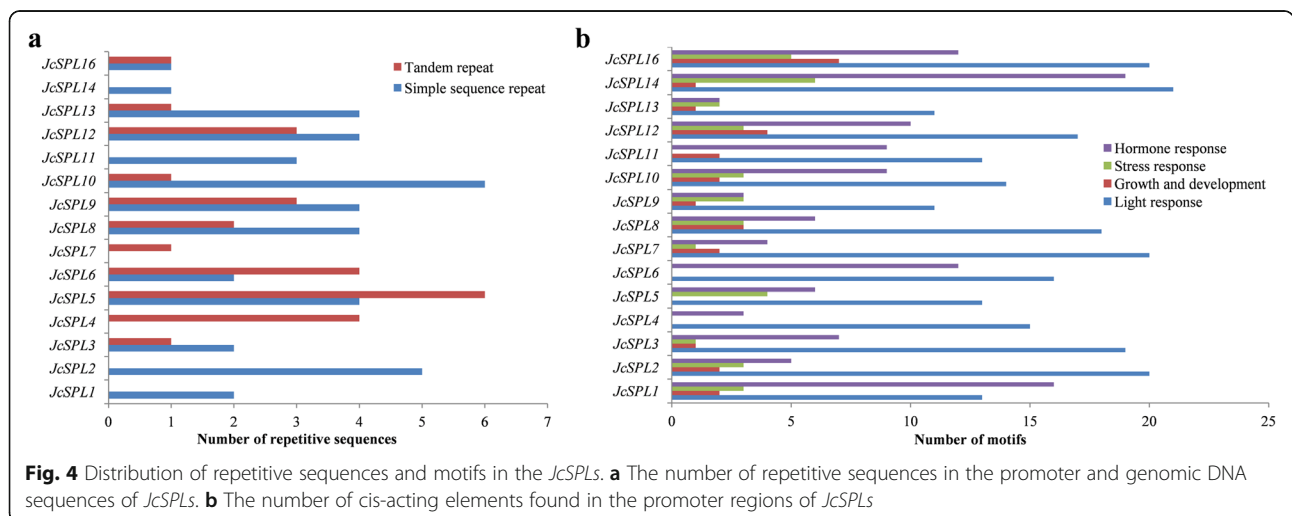 a
JcSPL16
JcSPL14
JcSPL13
JcSPL12
JcSPL11
JcSPL10
JcSPL9
JcSPL8
JcSPL7
JcSPL6
JcSPL5
JcSPL4
JcSPL3
JcSPL2
JcSPL1
Tandem repeat
Simple sequence repeat
0 1 2 3 4 5 6 7
Number of repetitive sequences
b
JcSPL16
JcSPL14
JcSPL13
JcSPL12
JcSPL11
JcSPL10
JcSPL9
JcSPL8
JcSPL7
JcSPL6
JcSPL5
JcSPL4
JcSPL3
JcSPL2
JcSPL1
Hormone response
Stress response
Growth and development
Light response
0 5 10 15 20 25
Number of motifs
Fig. 4 Distribution of repetitive sequences and motifs in the JcSPLs. a The number of repetitive sequences in the promoter and genomic DNA
sequences of JcSPLs. b The number of cis-acting elements found in the promoter regions of JcSPLs